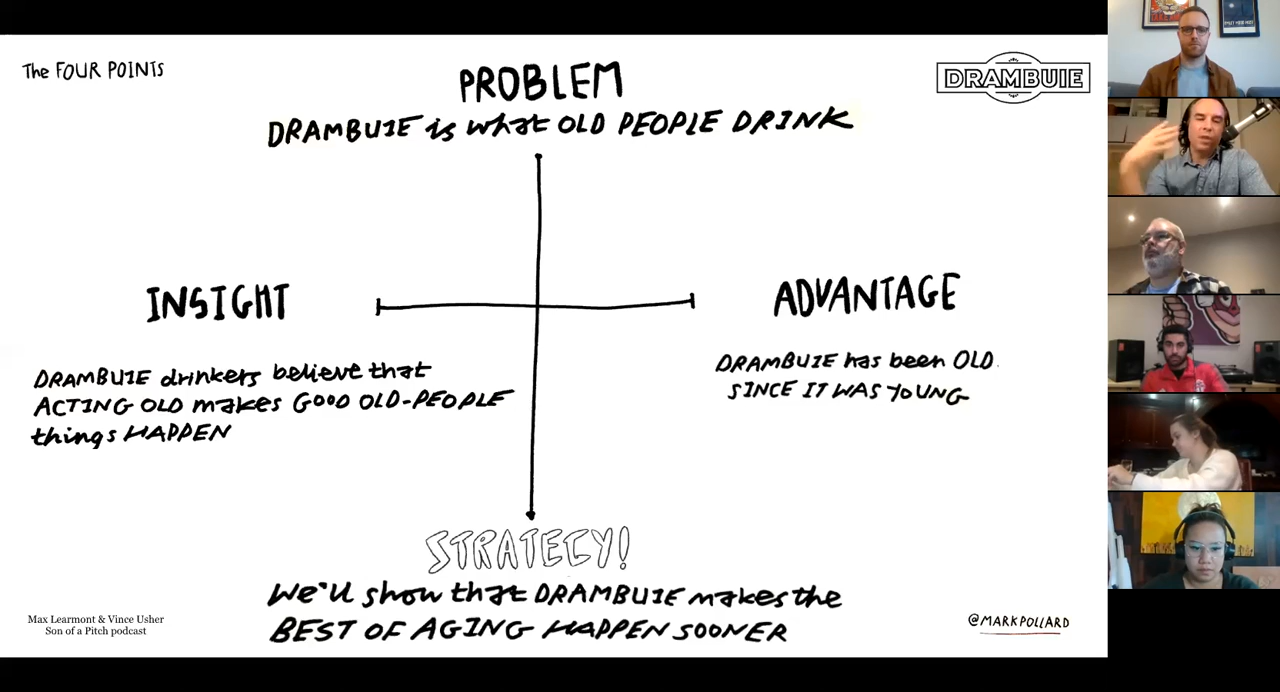 The FOUR POINTS
PROBLEM
DRAMBUIE
DRAMBUIE is what OLD PEOPLE DRINK
INSIGHT
ADVANTAGE
DRAMBUIE drinkers believe that
ACTING OLD makes GOOD OLD-PEOPLE
things HAPPEN
DRAMBUIE has been OLD
SINCE IT WAS YOUNG
STRATEGY!
We'll show that DRAMBUIE makes the
BEST OF AGING HAPPEN SOONER
Max Learmont & Vince Usher
Son of a Pitch podcast
@MARKPOLLARD